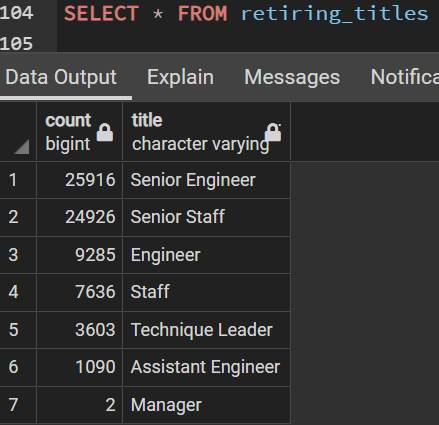 104 SELECT * FROM retiring_titles
105
Data Output Explain Messages Notifica
count title
bigint character varying
1 25916 Senior Engineer
2 24926 Senior Staff
3 9285 Engineer
4 7636 Staff
5 3603 Technique Leader
6 1090 Assistant Engineer
7 2 Manager